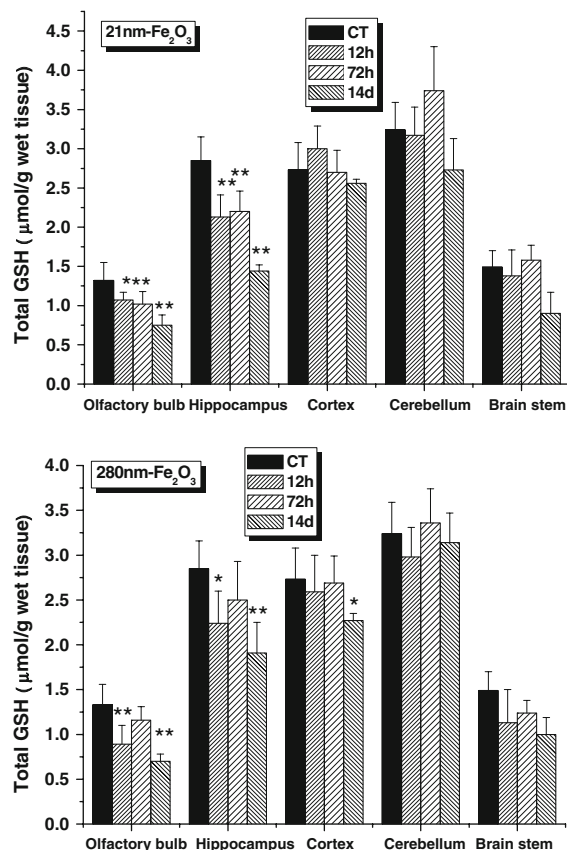 21nm-Fe₂O₃
CT
12h
72h
14d
Total GSH ( μmol/g wet tissue)
4.5
4.0
3.5
3.0
2.5
2.0
1.5
1.0
0.5
0.0
*** **
** ** **
Olfactory bulb Hippocampus Cortex Cerebellum Brain stem
280nm-Fe₂O₃
CT
12h
72h
14d
Total GSH ( μmol/g wet tissue)
4.0
3.5
3.0
2.5
2.0
1.5
1.0
0.5
0.0
** **
* **
*
Olfactory bulb Hippocampus Cortex Cerebellum Brain stem